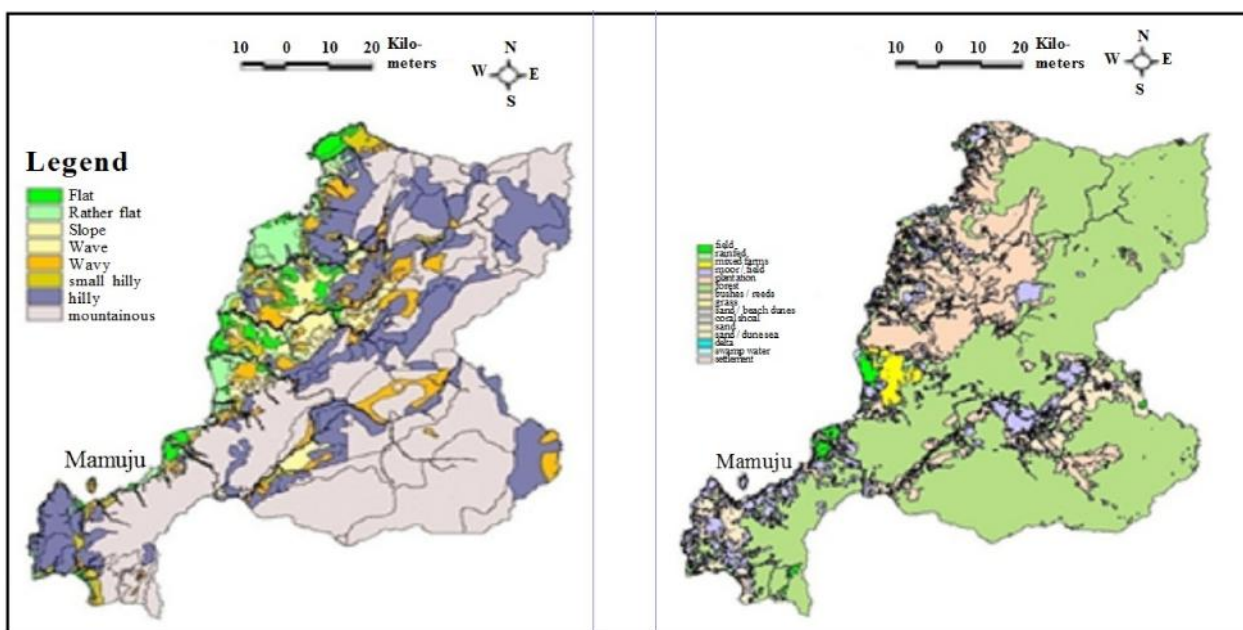 10 0 10 20 Kilo-
meters
N
W E
S
Legend
Flat
Rather flat
Slope
Wave
Wavy
small hilly
hilly
mountainous
Mamuju
10 0 10 20 Kilo-
meters
N
W E
S
field
rainfed
mixed farms
moor / field
plantation
forest
bushes / reeds
grass
sand / beach dunes
cocal shoal
sand
sand / dune sea
delta
swamp water
settlement
Mamuju